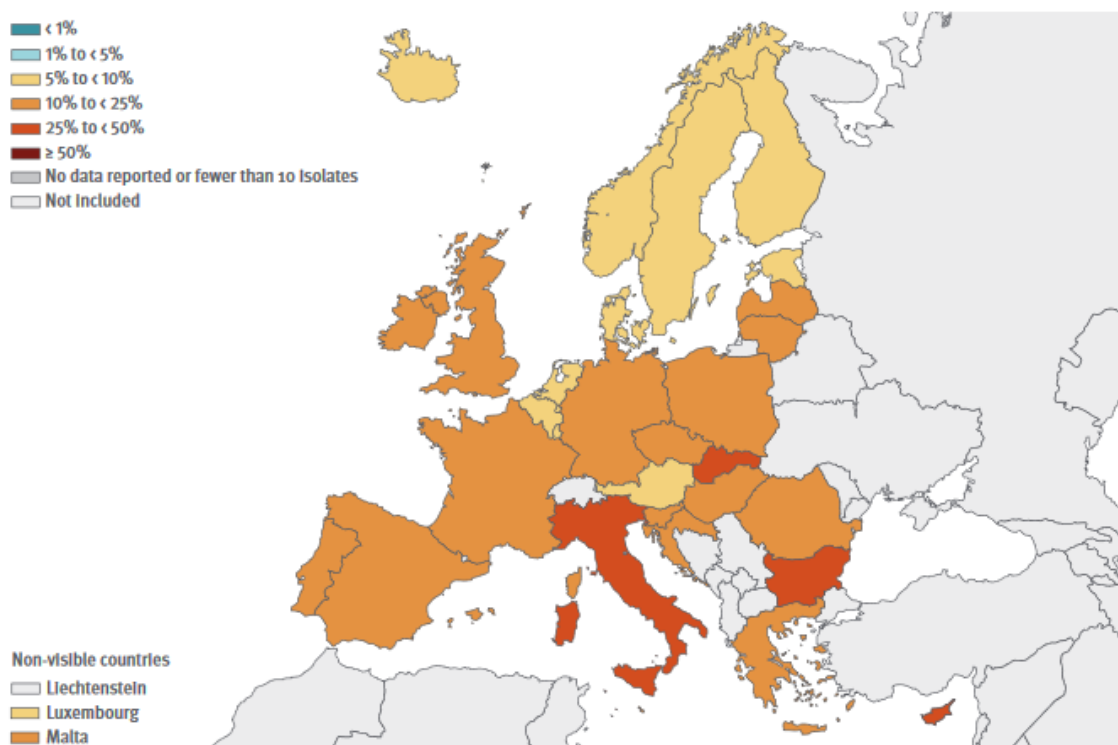 < 1%
1% to < 5%
5% to < 10%
10% to < 25%
25% to < 50%
≥ 50%
No data reported or fewer than 10 isolates
Not included
Non-visible countries
Liechtenstein
Luxembourg
Malta